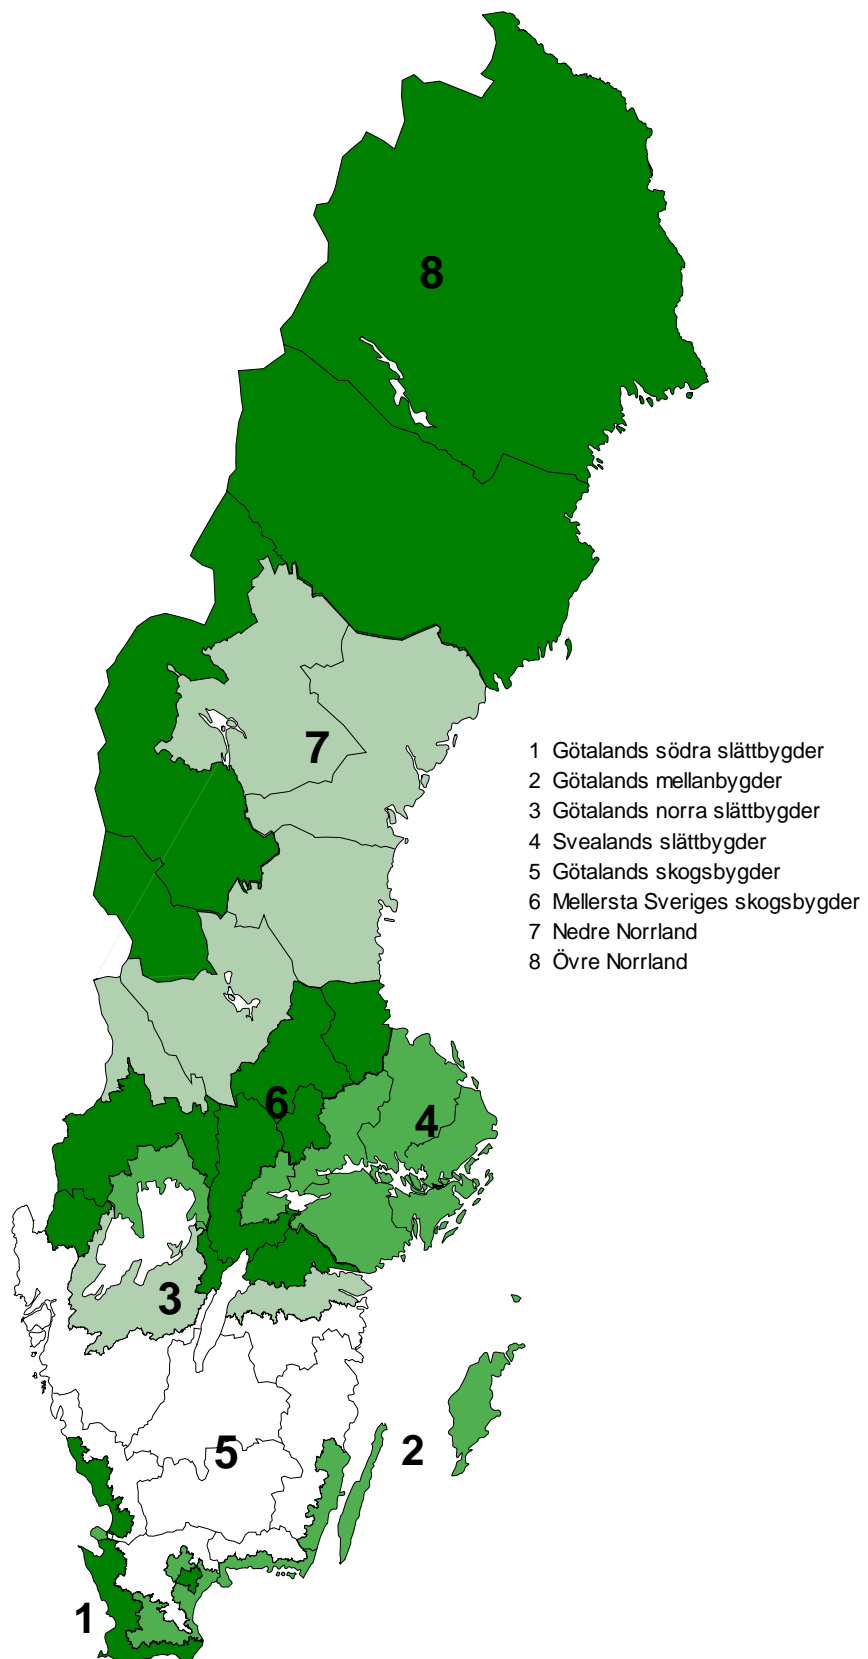 8
7
1 Götalands södra slättbygder
2 Götalands mellanbygder
3 Götalands norra slättbygder
4 Svealands slättbygder
5 Götalands skogsbygder
6 Mellersta Sveriges skogsbygder
7 Nedre Norrland
8 Övre Norrland
6
4
3
5
2
1